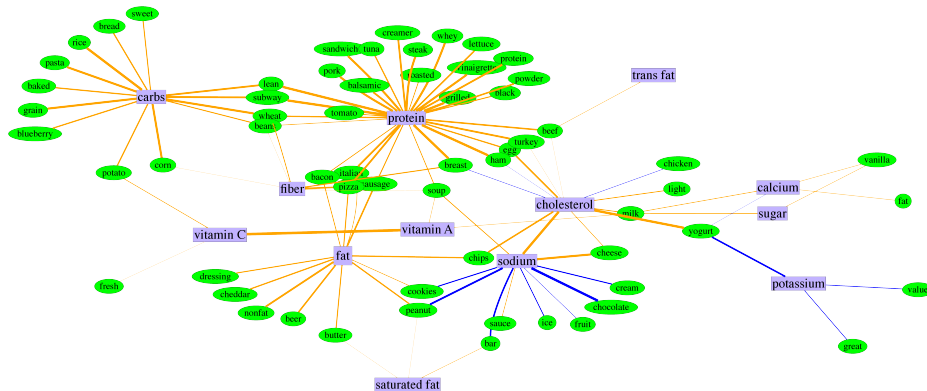 sweet
bread
creamer
whey
rice
sandwich
tuna
steak
lettuce
pasta
pork
roasted
vinaigrette
protein
trans fat
baked
lean
balsamic
powder
carbs
subway
grilled
black
grain
wheat
tomato
protein
blueberry
beans
beef
turkey
egg
corn
ham
breast
chicken
vanilla
potato
bacon
italian
pizza
sausage
fiber
soup
light
calcium
cholesterol
fat
milk
sugar
vitamin C
vitamin A
yogurt
fat
chips
sodium
cheese
dressing
potassium
fresh
cheddar
cookies
cream
value
nonfat
beer
peanut
chocolate
butter
sauce
ice
fruit
bar
great
saturated fat